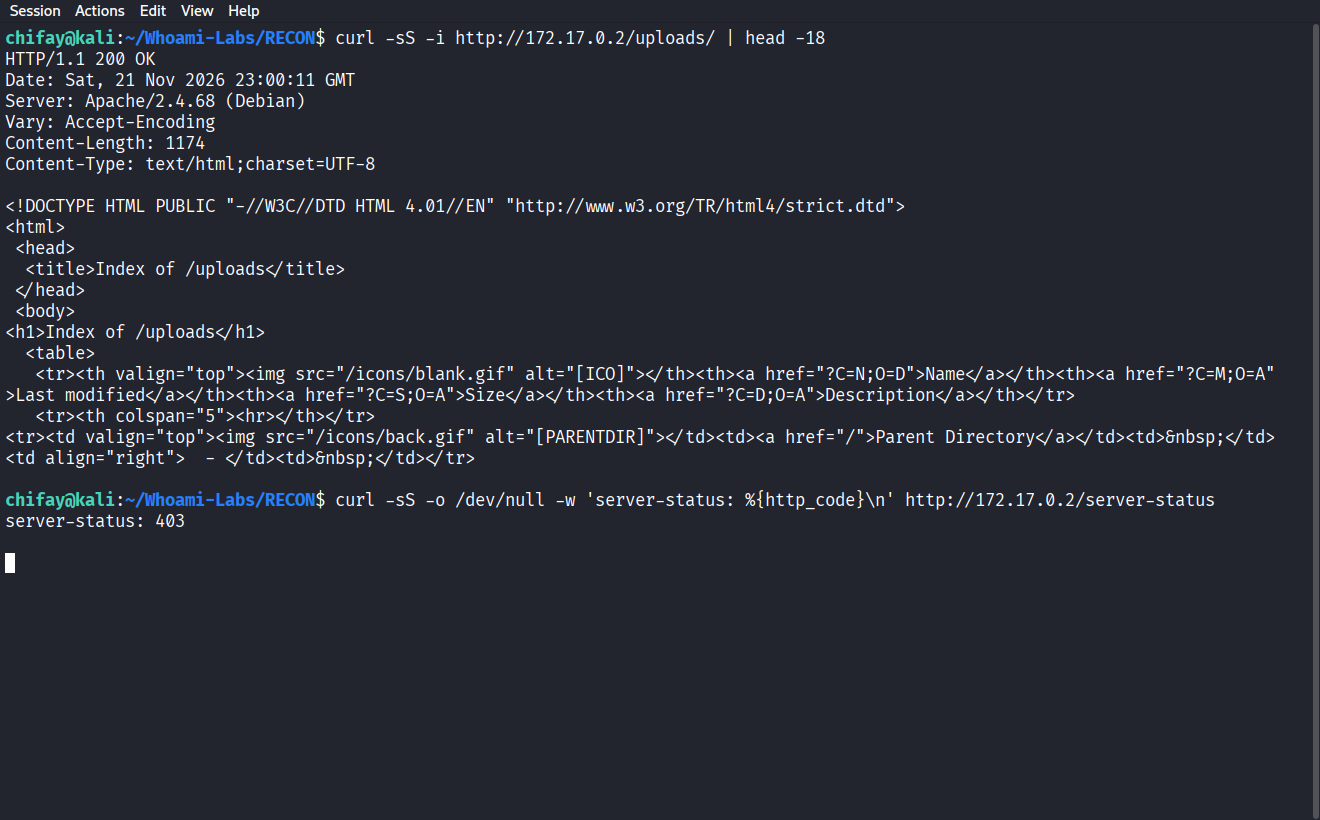 Session Actions Edit View Help
chifay@kali:~/Whoami-Labs/RECON$ curl -sS -i http://172.17.0.2/uploads/ | head -18
HTTP/1.1 200 OK
Date: Sat, 21 Nov 2026 23:00:11 GMT
Server: Apache/2.4.68 (Debian)
Vary: Accept-Encoding
Content-Length: 1174
Content-Type: text/html;charset=UTF-8
<!DOCTYPE HTML PUBLIC "-//W3C//DTD HTML 4.01//EN" "http://www.w3.org/TR/html4/strict.dtd">
<html>
 <head>
  <title>Index of /uploads</title>
 </head>
 <body>
<h1>Index of /uploads</h1>
  <table>
   <tr><th valign="top"><img src="/icons/blank.gif" alt="[ICO]"></th><th><a href="?C=N;O=D">Name</a></th><th><a href="?C=M;O=A"
>Last modified</a></th><th><a href="?C=S;O=A">Size</a></th><th><a href="?C=D;O=A">Description</a></th></tr>
   <tr><th colspan="5"><hr></th></tr>
<tr><td valign="top"><img src="/icons/back.gif" alt="[PARENTDIR]"></td><td><a href="/">Parent Directory</a></td><td>&nbsp;</td>
<td align="right">  - </td><td>&nbsp;</td></tr>
chifay@kali:~/Whoami-Labs/RECON$ curl -sS -o /dev/null -w 'server-status: %{http_code}\n' http://172.17.0.2/server-status
server-status: 403